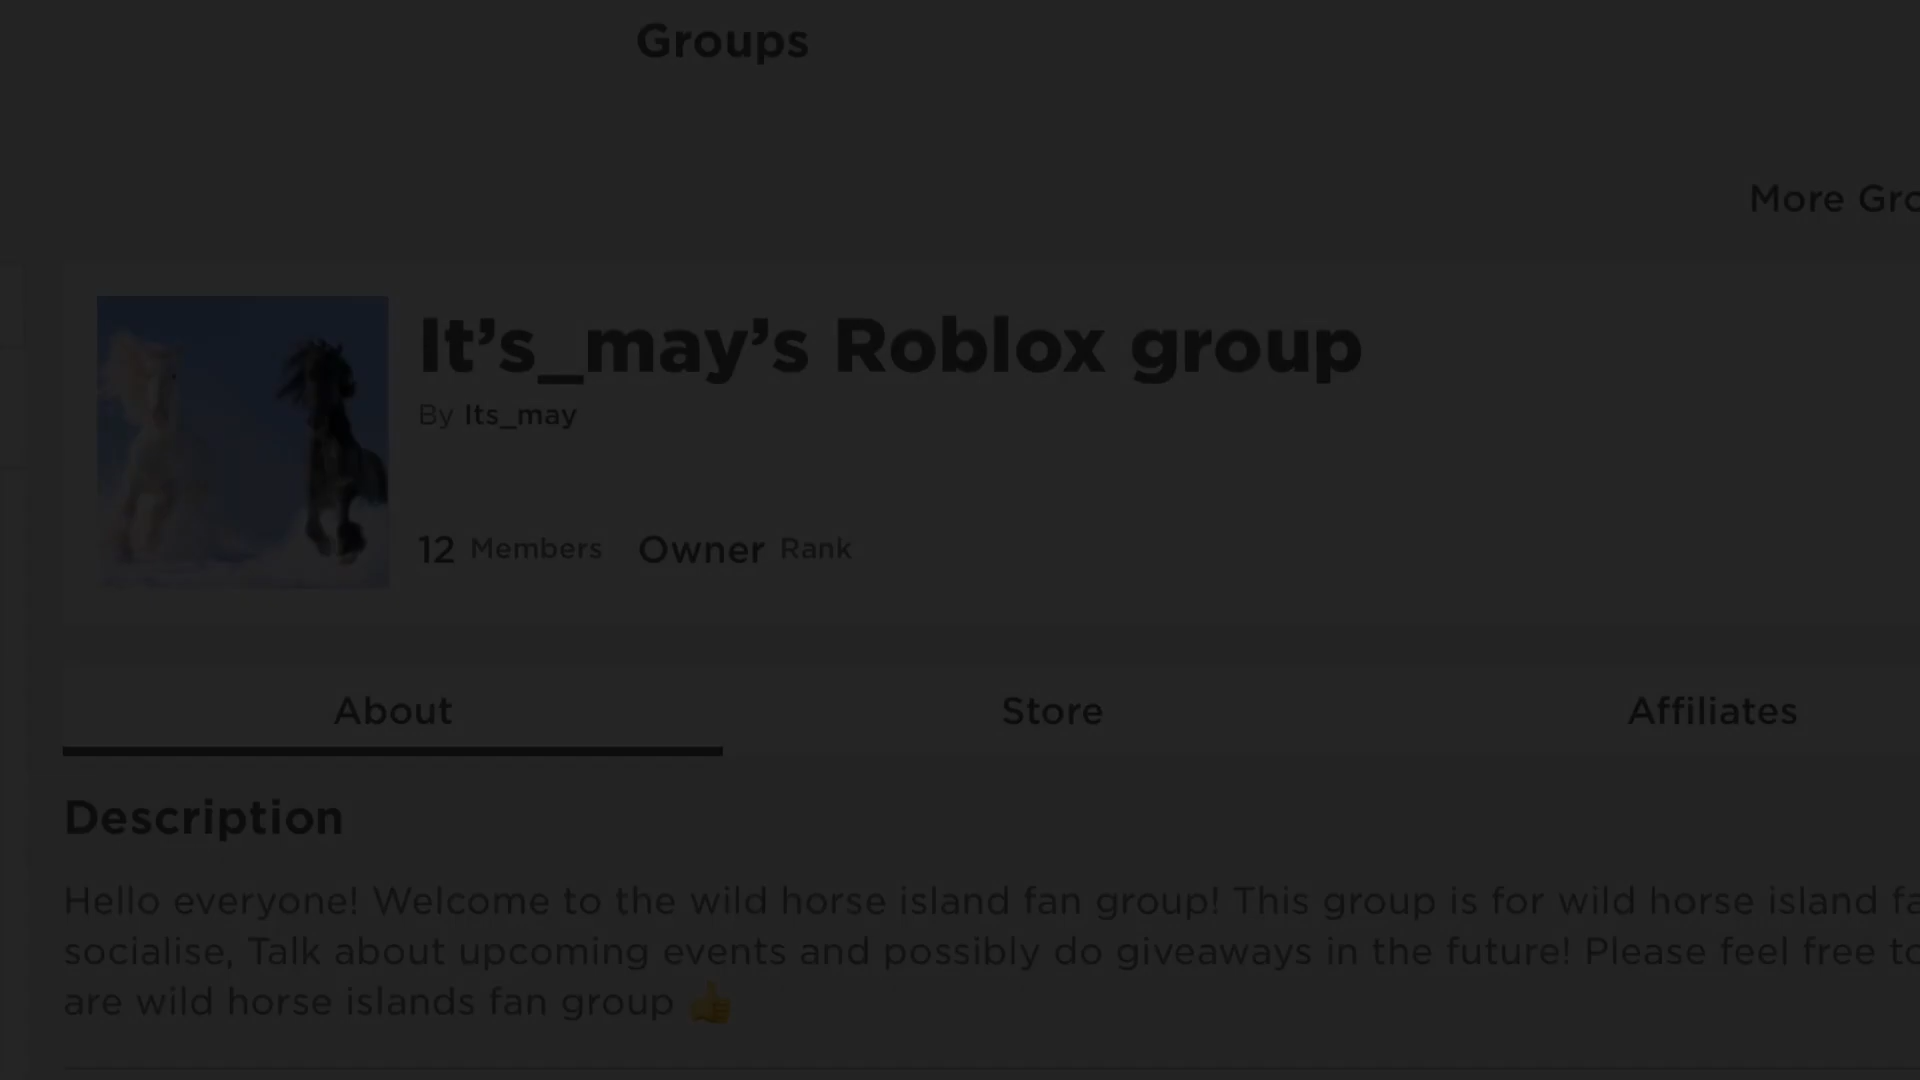 Groups
More Gro
It’s_may’s Roblox group
By Its_may
12 Members Owner Rank
About Store Affiliates
Description
Hello everyone! Welcome to the wild horse island fan group! This group is for wild horse island fa
socialise, Talk about upcoming events and possibly do giveaways in the future! Please feel free to
are wild horse islands fan group 👍